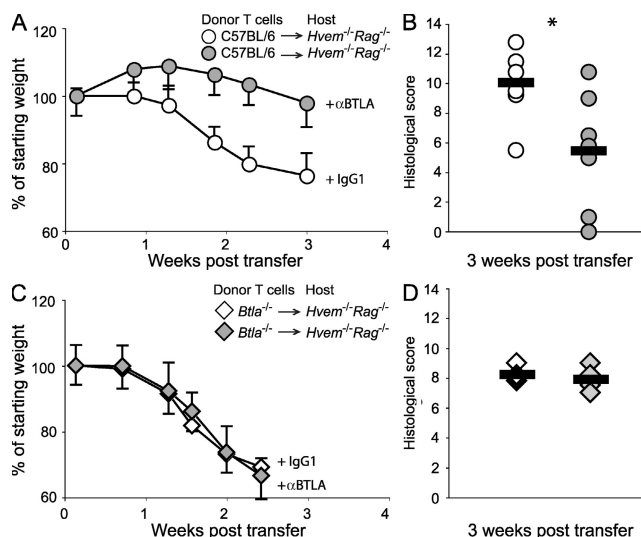 A
Donor T cells Host
C57BL/6 → Hvem-/-Rag-/-
C57BL/6 → Hvem-/-Rag-/-
% of starting weight
120
100
80
60
0 1 2 3 4
Weeks post transfer
+αBTLA
+ IgG1
B
*
Histological score
14
12
10
8
6
4
2
0
3 weeks post transfer
C
Donor T cells Host
Btla-/- → Hvem-/-Rag-/-
Btla-/- → Hvem-/-Rag-/-
% of starting weight
120
100
80
60
0 1 2 3 4
Weeks post transfer
+ IgG1
+αBTLA
D
Histological score
14
12
10
8
6
4
2
0
3 weeks post transfer